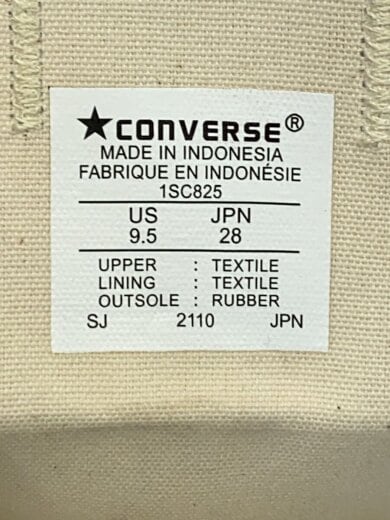 ★CONVERSE®
MADE IN INDONESIA
FABRIQUE EN INDONÉSIE
1SC825
US JPN
9.5 28
UPPER : TEXTILE
LINING : TEXTILE
OUTSOLE : RUBBER
SJ 2110 JPN